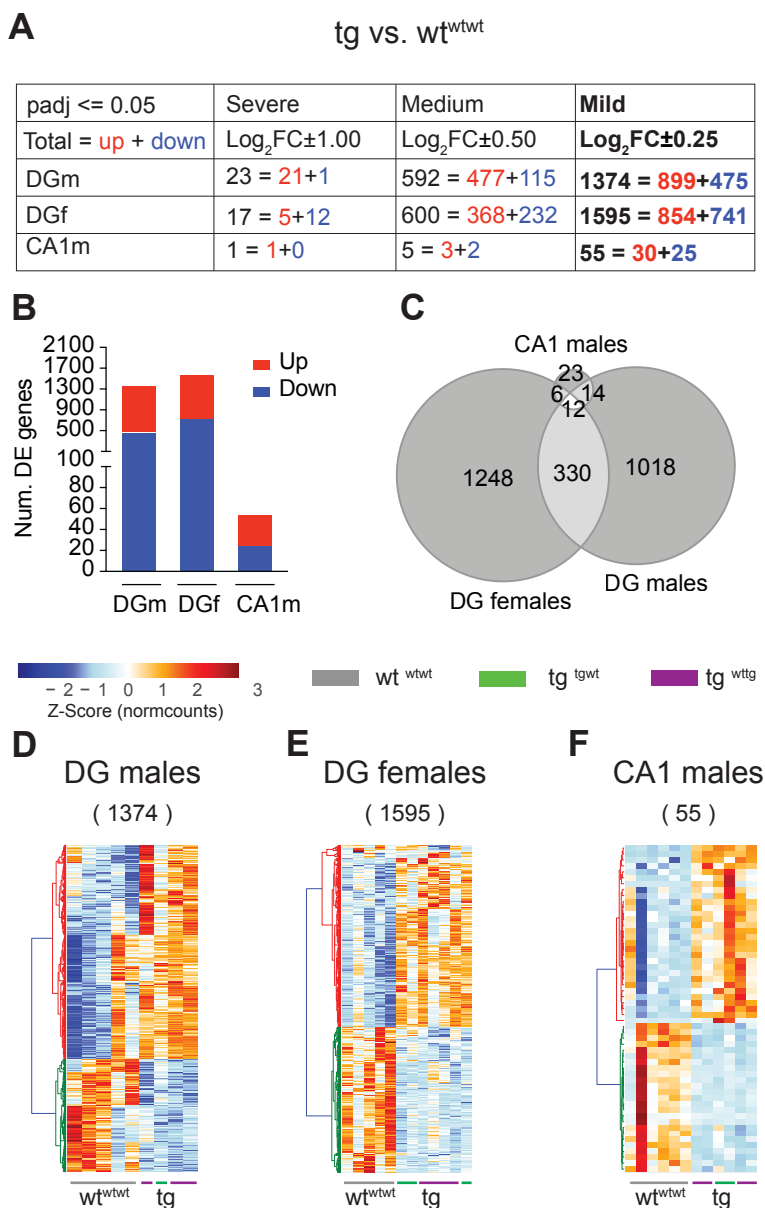 A
tg vs. wt^wtwt
padj <= 0.05 Severe Medium Mild
Total = up + down Log₂FC±1.00 Log₂FC±0.50 Log₂FC±0.25
DGm 23 = 21+1 592 = 477+115 1374 = 899+475
DGf 17 = 5+12 600 = 368+232 1595 = 854+741
CA1m 1 = 1+0 5 = 3+2 55 = 30+25
B
2100
1700
1300
900
500
100
80
60
40
20
0
Num. DE genes
Up
Down
DGm DGf CA1m
C
CA1 males
23
6 14
12
1248 330 1018
DG females DG males
− 2 − 1 0 1 2 3
Z-Score (normcounts)
wt^wtwt tg^tgwt tg^wttg
D
DG males
( 1374 )
wt^wtwt tg
E
DG females
( 1595 )
wt^wtwt tg
F
CA1 males
( 55 )
wt^wtwt tg